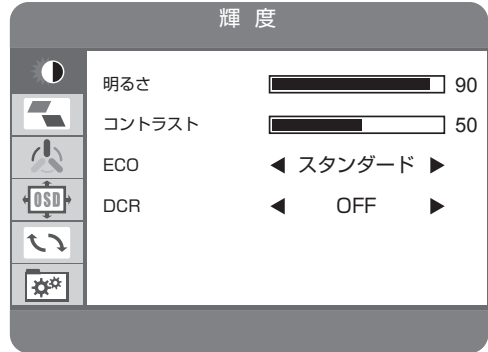 輝 度
明るさ 90
コントラスト 50
ECO ◀ スタンダード ▶
DCR ◀ OFF ▶
OSD